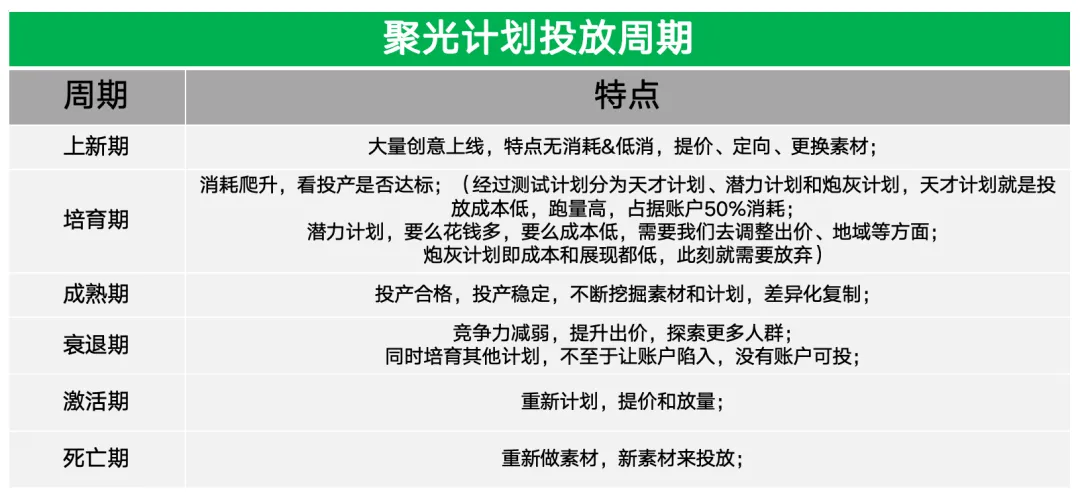 聚光计划投放周期
周期
特点
上新期
大量创意上线，特点无消耗&低消，提价、定向、更换素材；
培育期
消耗爬升，看投产是否达标；（经过测试计划分为天才计划、潜力计划和炮灰计划，天才计划就是投
放成本低，跑量高，占据账户50%消耗；
潜力计划，要么花钱多，要么成本低，需要我们去调整出价、地域等方面；
炮灰计划即成本和展现都低，此刻就需要放弃）
成熟期
投产合格，投产稳定，不断挖掘素材和计划，差异化复制；
衰退期
竞争力减弱，提升出价，探索更多人群；
同时培育其他计划，不至于让账户陷入，没有账户可投；
激活期
重新计划，提价和放量；
死亡期
重新做素材，新素材来投放；